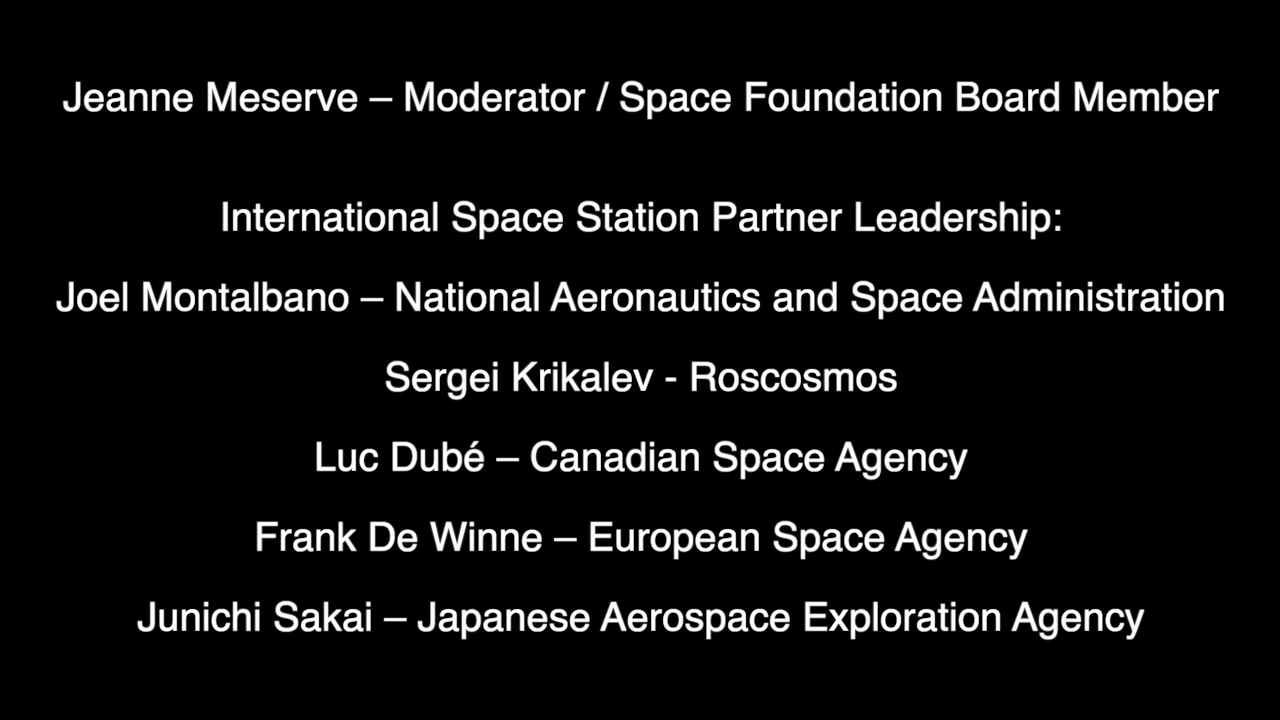 Jeanne Meserve – Moderator / Space Foundation Board Member
International Space Station Partner Leadership:
Joel Montalbano – National Aeronautics and Space Administration
Sergei Krikalev - Roscosmos
Luc Dubé – Canadian Space Agency
Frank De Winne – European Space Agency
Junichi Sakai – Japanese Aerospace Exploration Agency